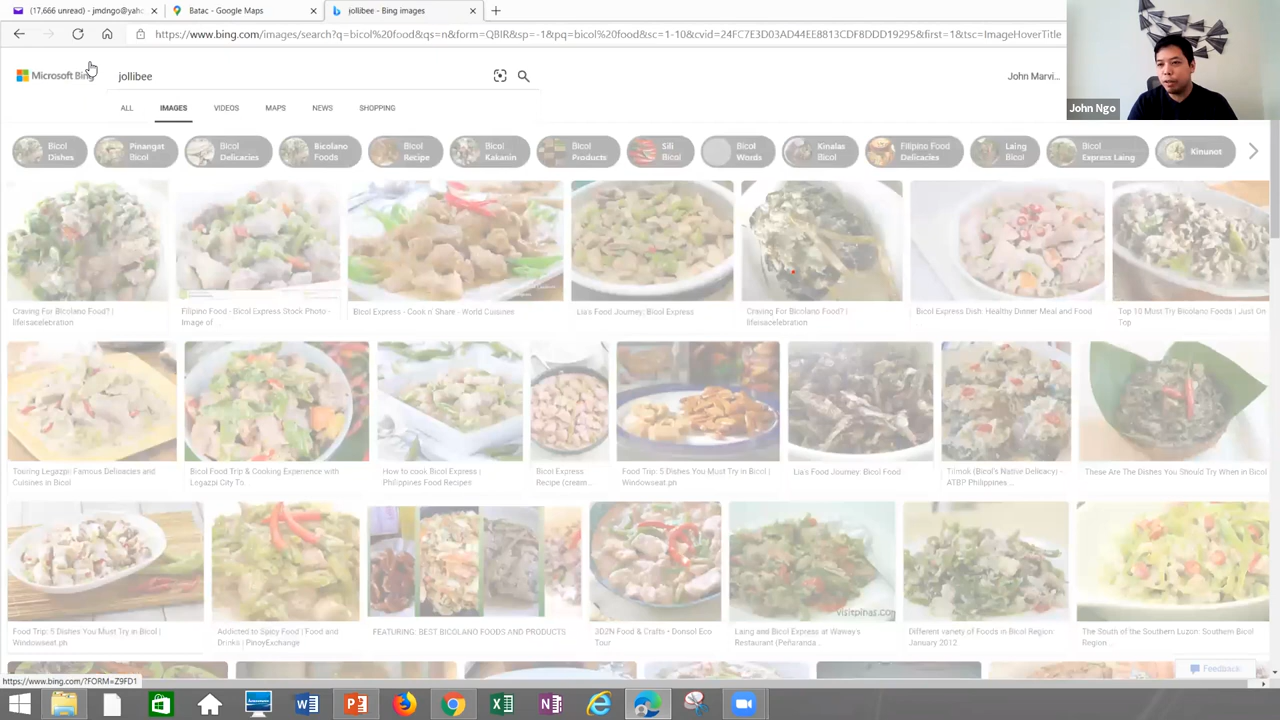 (17,666 unread) - jmdngo@yaho
Batac - Google Maps
jollibee - Bing images
https://www.bing.com/images/search?q=bicol%20food&qs=n&form=QBIR&sp=-1&pq=bicol%20food&sc=1-10&cvid=24FC7E3D03AD44EE8813CDF8DDD19295&first=1&tsc=ImageHoverTitle
Microsoft Bing
jollibee
John Marvi...
John Ngo
ALL
IMAGES
VIDEOS
MAPS
NEWS
SHOPPING
Bicol
Dishes
Pinangat
Bicol
Bicol
Delicacies
Bicolano
Foods
Bicol
Recipe
Bicol
Kakanin
Bicol
Products
Sili
Bicol
Bicol
Words
Kinalas
Bicol
Filipino Food
Delicacies
Laing
Bicol
Bicol
Express Laing
Kinunot
Craving For Bicolano Food? |
lifeisacelebration
Filipino Food - Bicol Express Stock Photo -
Image of ...
Bicol Express - Cook n' Share - World Cuisines
Lia's Food Journey: Bicol Express
Craving For Bicolano Food? |
lifeisacelebration
Bicol Express Dish: Healthy Dinner Meal and Food
Top 10 Must Try Bicolano Foods | Just On
Top
Touring Legazpi | Famous Delicacies and
Cuisines in Bicol
Bicol Food Trip & Cooking Experience with
Legazpi City To...
How to cook Bicol Express |
Philippines Food Recipes
Bicol Express
Recipe (cream...
Food Trip: 5 Dishes You Must Try in Bicol |
Windowseat.ph
Lia's Food Journey: Bicol Food
Tilmok (Bicol's Native Delicacy) -
ATBP Philippines ...
These Are The Dishes You Should Try When in Bicol
Visitpinas.com
Food Trip: 5 Dishes You Must Try in Bicol |
Windowseat.ph
Addicted to Spicy Food | Food and
Drinks | PinoyExchange
FEATURING: BEST BICOLANO FOODS AND PRODUCTS
3D2N Food & Crafts • Donsol Eco
Tour
Laing and Bicol Express at Waway's
Restaurant (Peñaranda ...
Different variety of Foods in Bicol Region-
January 2012
The South of the Southern Luzon: Southern Bicol
Region...
Feedback
https://www.bing.com/?FORM=Z9FD1